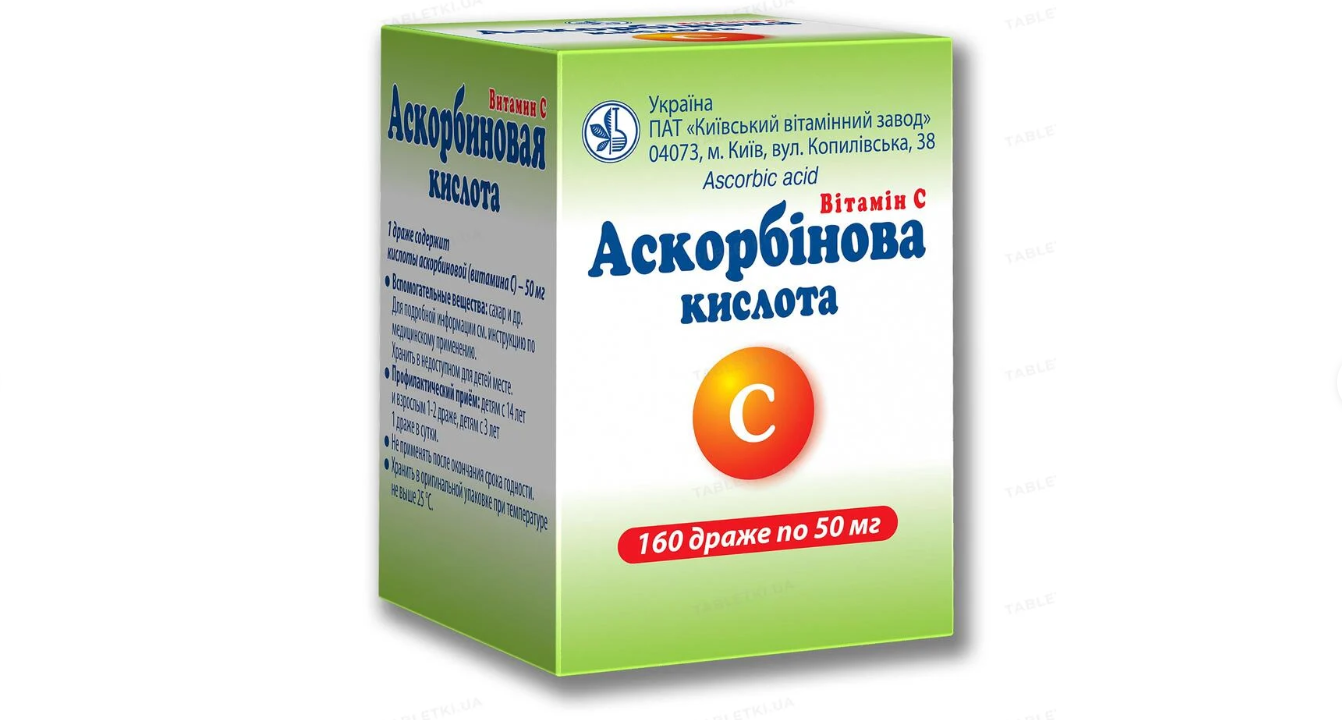 Аскорбінова
кислота
С
Витамин С
Аскорбиновая
кислота
1 драже содержит
кислоты аскорбиновой (витамина С) – 50 мг
• Вспомогательные вещества: сахар и др.
Для подробной информации см. инструкцию по
медицинскому применению.
Хранить в недоступном для детей месте.
• Профилактический приём: детям с 14 лет
и взрослым 1-2 драже, детям с 3 лет
1 драже в сутки.
• Не применять после окончания срока годности.
• Хранить в оригинальной упаковке при температуре
не выше 25 °С.
Україна
ПАТ «Київський вітамінний завод»
04073, м. Київ, вул. Копилівська, 38
Ascorbic acid
Вітамін С
Аскорбінова
кислота
С
160 драже по 50 мг
TABLETKI.UA